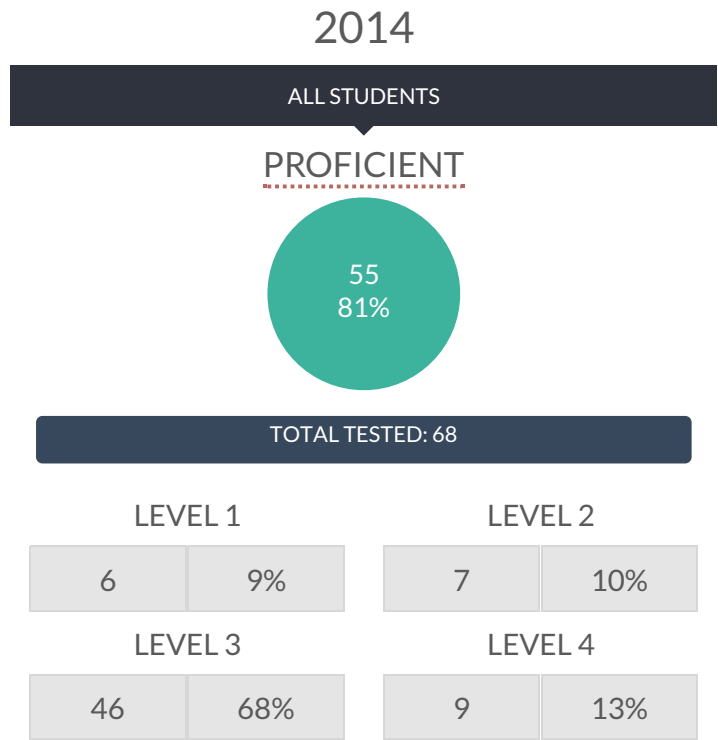 2014
ALL STUDENTS
PROFICIENT
55
81%
TOTAL TESTED: 68
LEVEL 1
6 9%
LEVEL 2
7 10%
LEVEL 3
46 68%
LEVEL 4
9 13%